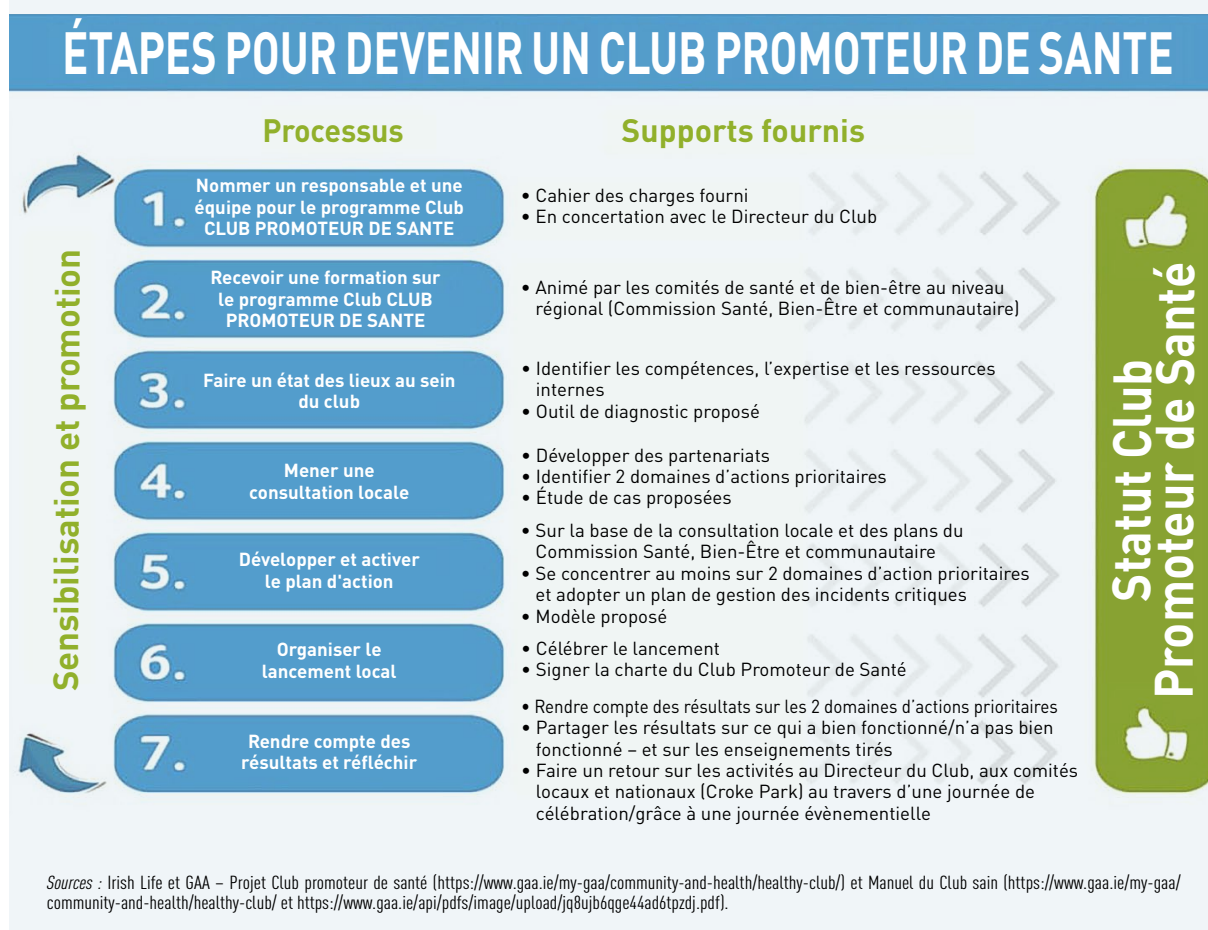 ÉTAPES POUR DEVENIR UN CLUB PROMOTEUR DE SANTE
Processus
Supports fournis
Sensibilisation et promotion
1.
Nommer un responsable et une
équipe pour le programme Club
CLUB PROMOTEUR DE SANTE
• Cahier des charges fourni
• En concertation avec le Directeur du Club
2.
Recevoir une formation sur
le programme Club CLUB
PROMOTEUR DE SANTE
• Animé par les comités de santé et de bien-être au niveau
régional (Commission Santé, Bien-Être et communautaire)
3.
Faire un état des lieux au sein
du club
• Identifier les compétences, l'expertise et les ressources
internes
• Outil de diagnostic proposé
4.
Mener une
consultation locale
• Développer des partenariats
• Identifier 2 domaines d'actions prioritaires
• Étude de cas proposées
5.
Développer et activer
le plan d'action
• Sur la base de la consultation locale et des plans du
Commission Santé, Bien-Être et communautaire
• Se concentrer au moins sur 2 domaines d'action prioritaires
et adopter un plan de gestion des incidents critiques
• Modèle proposé
6.
Organiser le
lancement local
• Célébrer le lancement
• Signer la charte du Club Promoteur de Santé
7.
Rendre compte des
résultats et réfléchir
• Rendre compte des résultats sur les 2 domaines d'actions prioritaires
• Partager les résultats sur ce qui a bien fonctionné/n'a pas bien
fonctionné – et sur les enseignements tirés
• Faire un retour sur les activités au Directeur du Club, aux comités
locaux et nationaux (Croke Park) au travers d'une journée de
célébration/grâce à une journée évènementielle
Statut Club
Promoteur de Santé
Sources : Irish Life et GAA – Projet Club promoteur de santé (https://www.gaa.ie/my-gaa/community-and-health/healthy-club/) et Manuel du Club sain (https://www.gaa.ie/my-gaa/
community-and-health/healthy-club/ et https://www.gaa.ie/api/pdfs/image/upload/jq8ujb6qge44ad6tpzdj.pdf).